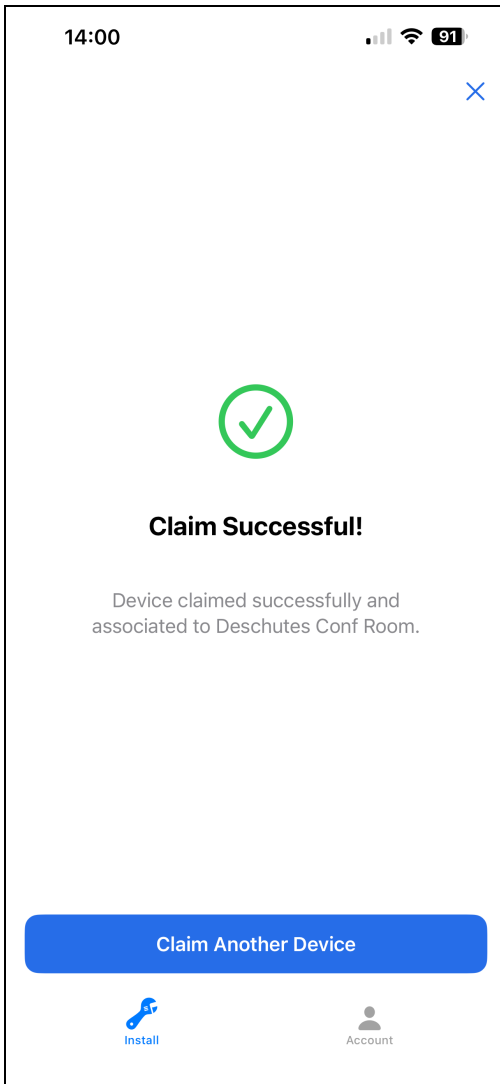 14:00
91
Claim Successful!
Device claimed successfully and
associated to Deschutes Conf Room.
Claim Another Device
Install
Account